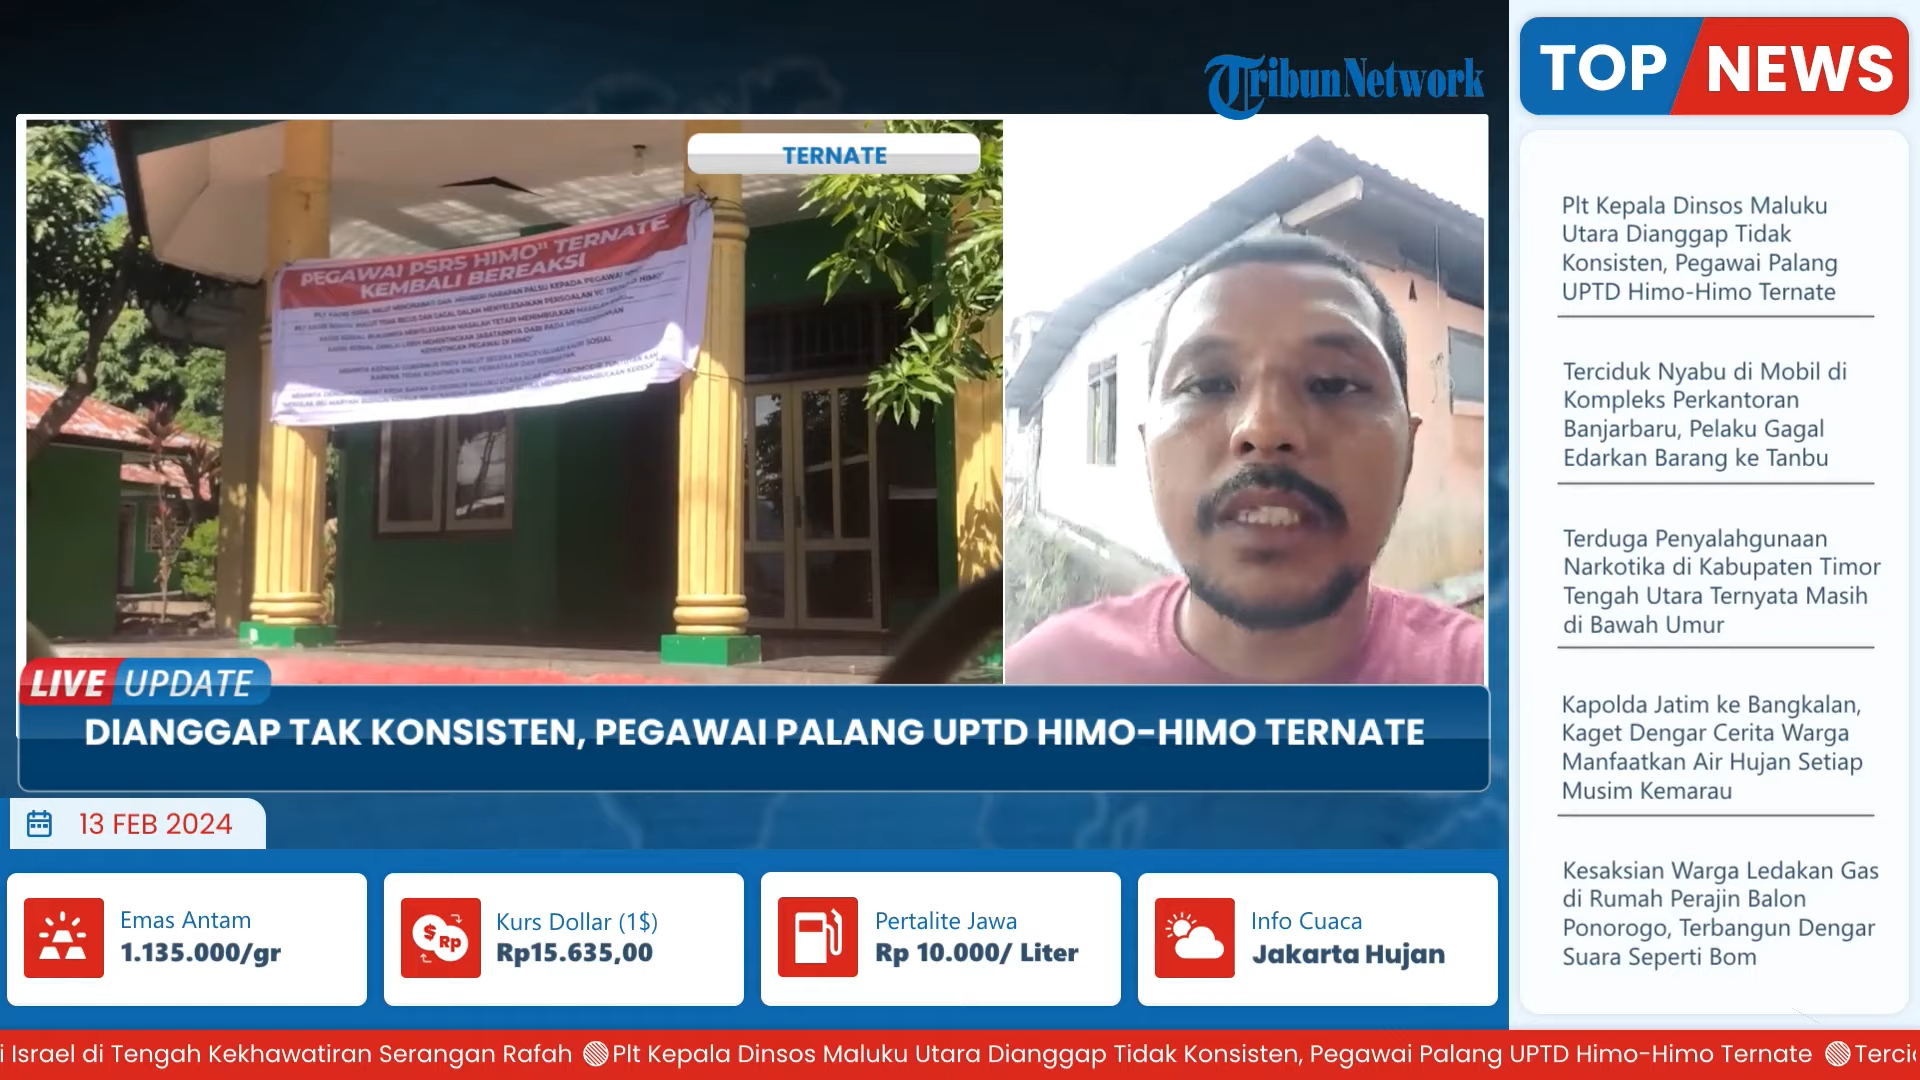 TribunNetwork
TOP NEWS
TERNATE
PEGAWAI PSRS HIMO" TERNATE
KEMBALI BEREAKSI
LIVE UPDATE
DIANGGAP TAK KONSISTEN, PEGAWAI PALANG UPTD HIMO-HIMO TERNATE
13 FEB 2024
Emas Antam
1.135.000/gr
Kurs Dollar (1$)
Rp15.635,00
Pertalite Jawa
Rp 10.000/ Liter
Info Cuaca
Jakarta Hujan
Plt Kepala Dinsos Maluku
Utara Dianggap Tidak
Konsisten, Pegawai Palang
UPTD Himo-Himo Ternate
Terciduk Nyabu di Mobil di
Kompleks Perkantoran
Banjarbaru, Pelaku Gagal
Edarkan Barang ke Tanbu
Terduga Penyalahgunaan
Narkotika di Kabupaten Timor
Tengah Utara Ternyata Masih
di Bawah Umur
Kapolda Jatim ke Bangkalan,
Kaget Dengar Cerita Warga
Manfaatkan Air Hujan Setiap
Musim Kemarau
Kesaksian Warga Ledakan Gas
di Rumah Perajin Balon
Ponorogo, Terbangun Dengar
Suara Seperti Bom
i Israel di Tengah Kekhawatiran Serangan Rafah Plt Kepala Dinsos Maluku Utara Dianggap Tidak Konsisten, Pegawai Palang UPTD Himo-Himo Ternate Terci